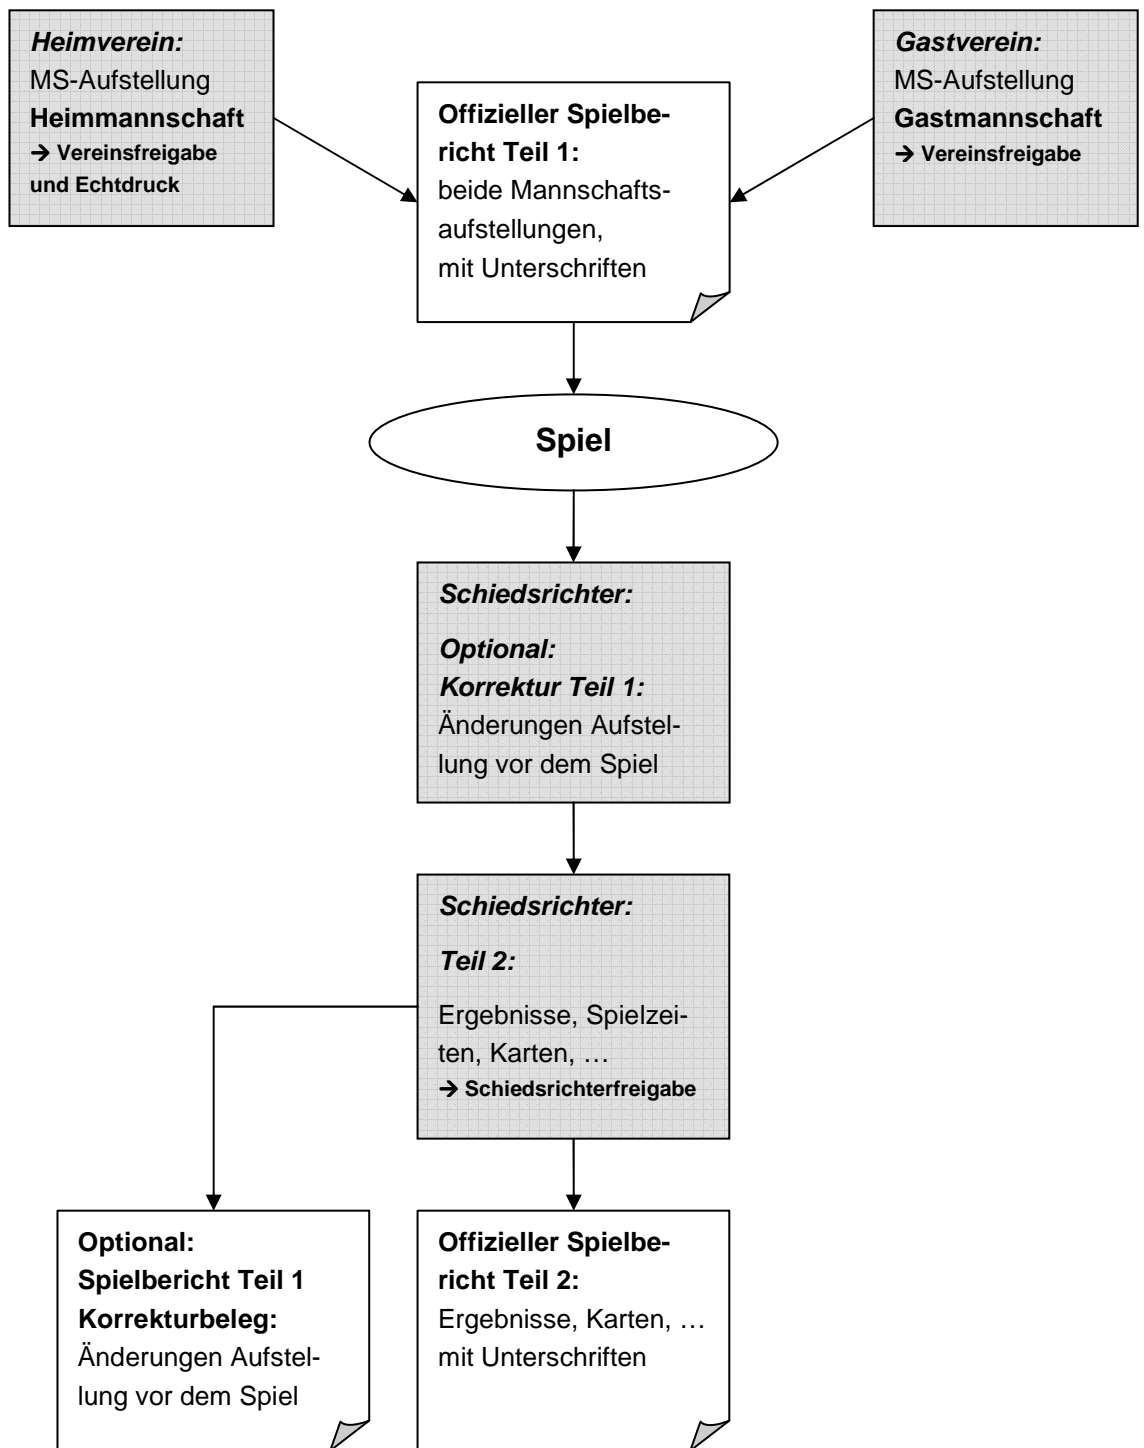 Heimverein:
MS-Aufstellung
Heimmannschaft
→ Vereinsfreigabe
und Echtdruck
Gastverein:
MS-Aufstellung
Gastmannschaft
→ Vereinsfreigabe
Offizieller Spielbe-
richt Teil 1:
beide Mannschafts-
aufstellungen,
mit Unterschriften
Spiel
Schiedsrichter:
Optional:
Korrektur Teil 1:
Änderungen Aufstel-
lung vor dem Spiel
Schiedsrichter:
Teil 2:
Ergebnisse, Spielzei-
ten, Karten, …
→ Schiedsrichterfreigabe
Optional:
Spielbericht Teil 1
Korrekturbeleg:
Änderungen Aufstel-
lung vor dem Spiel
Offizieller Spielbe-
richt Teil 2:
Ergebnisse, Karten, …
mit Unterschriften